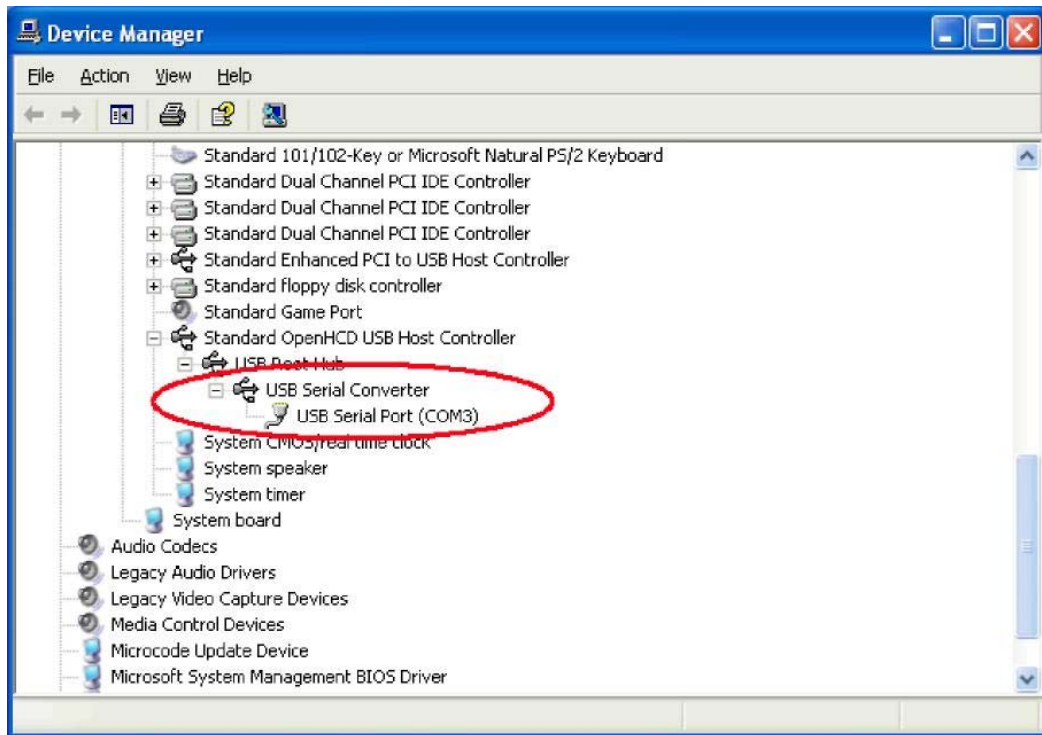 Device Manager
File Action View Help
Standard 101/102-Key or Microsoft Natural PS/2 Keyboard
Standard Dual Channel PCI IDE Controller
Standard Dual Channel PCI IDE Controller
Standard Dual Channel PCI IDE Controller
Standard Enhanced PCI to USB Host Controller
Standard floppy disk controller
Standard Game Port
Standard OpenHCD USB Host Controller
USB Root Hub
USB Serial Converter
USB Serial Port (COM3)
System CMOS/real time clock
System speaker
System timer
System board
Audio Codecs
Legacy Audio Drivers
Legacy Video Capture Devices
Media Control Devices
Microcode Update Device
Microsoft System Management BIOS Driver